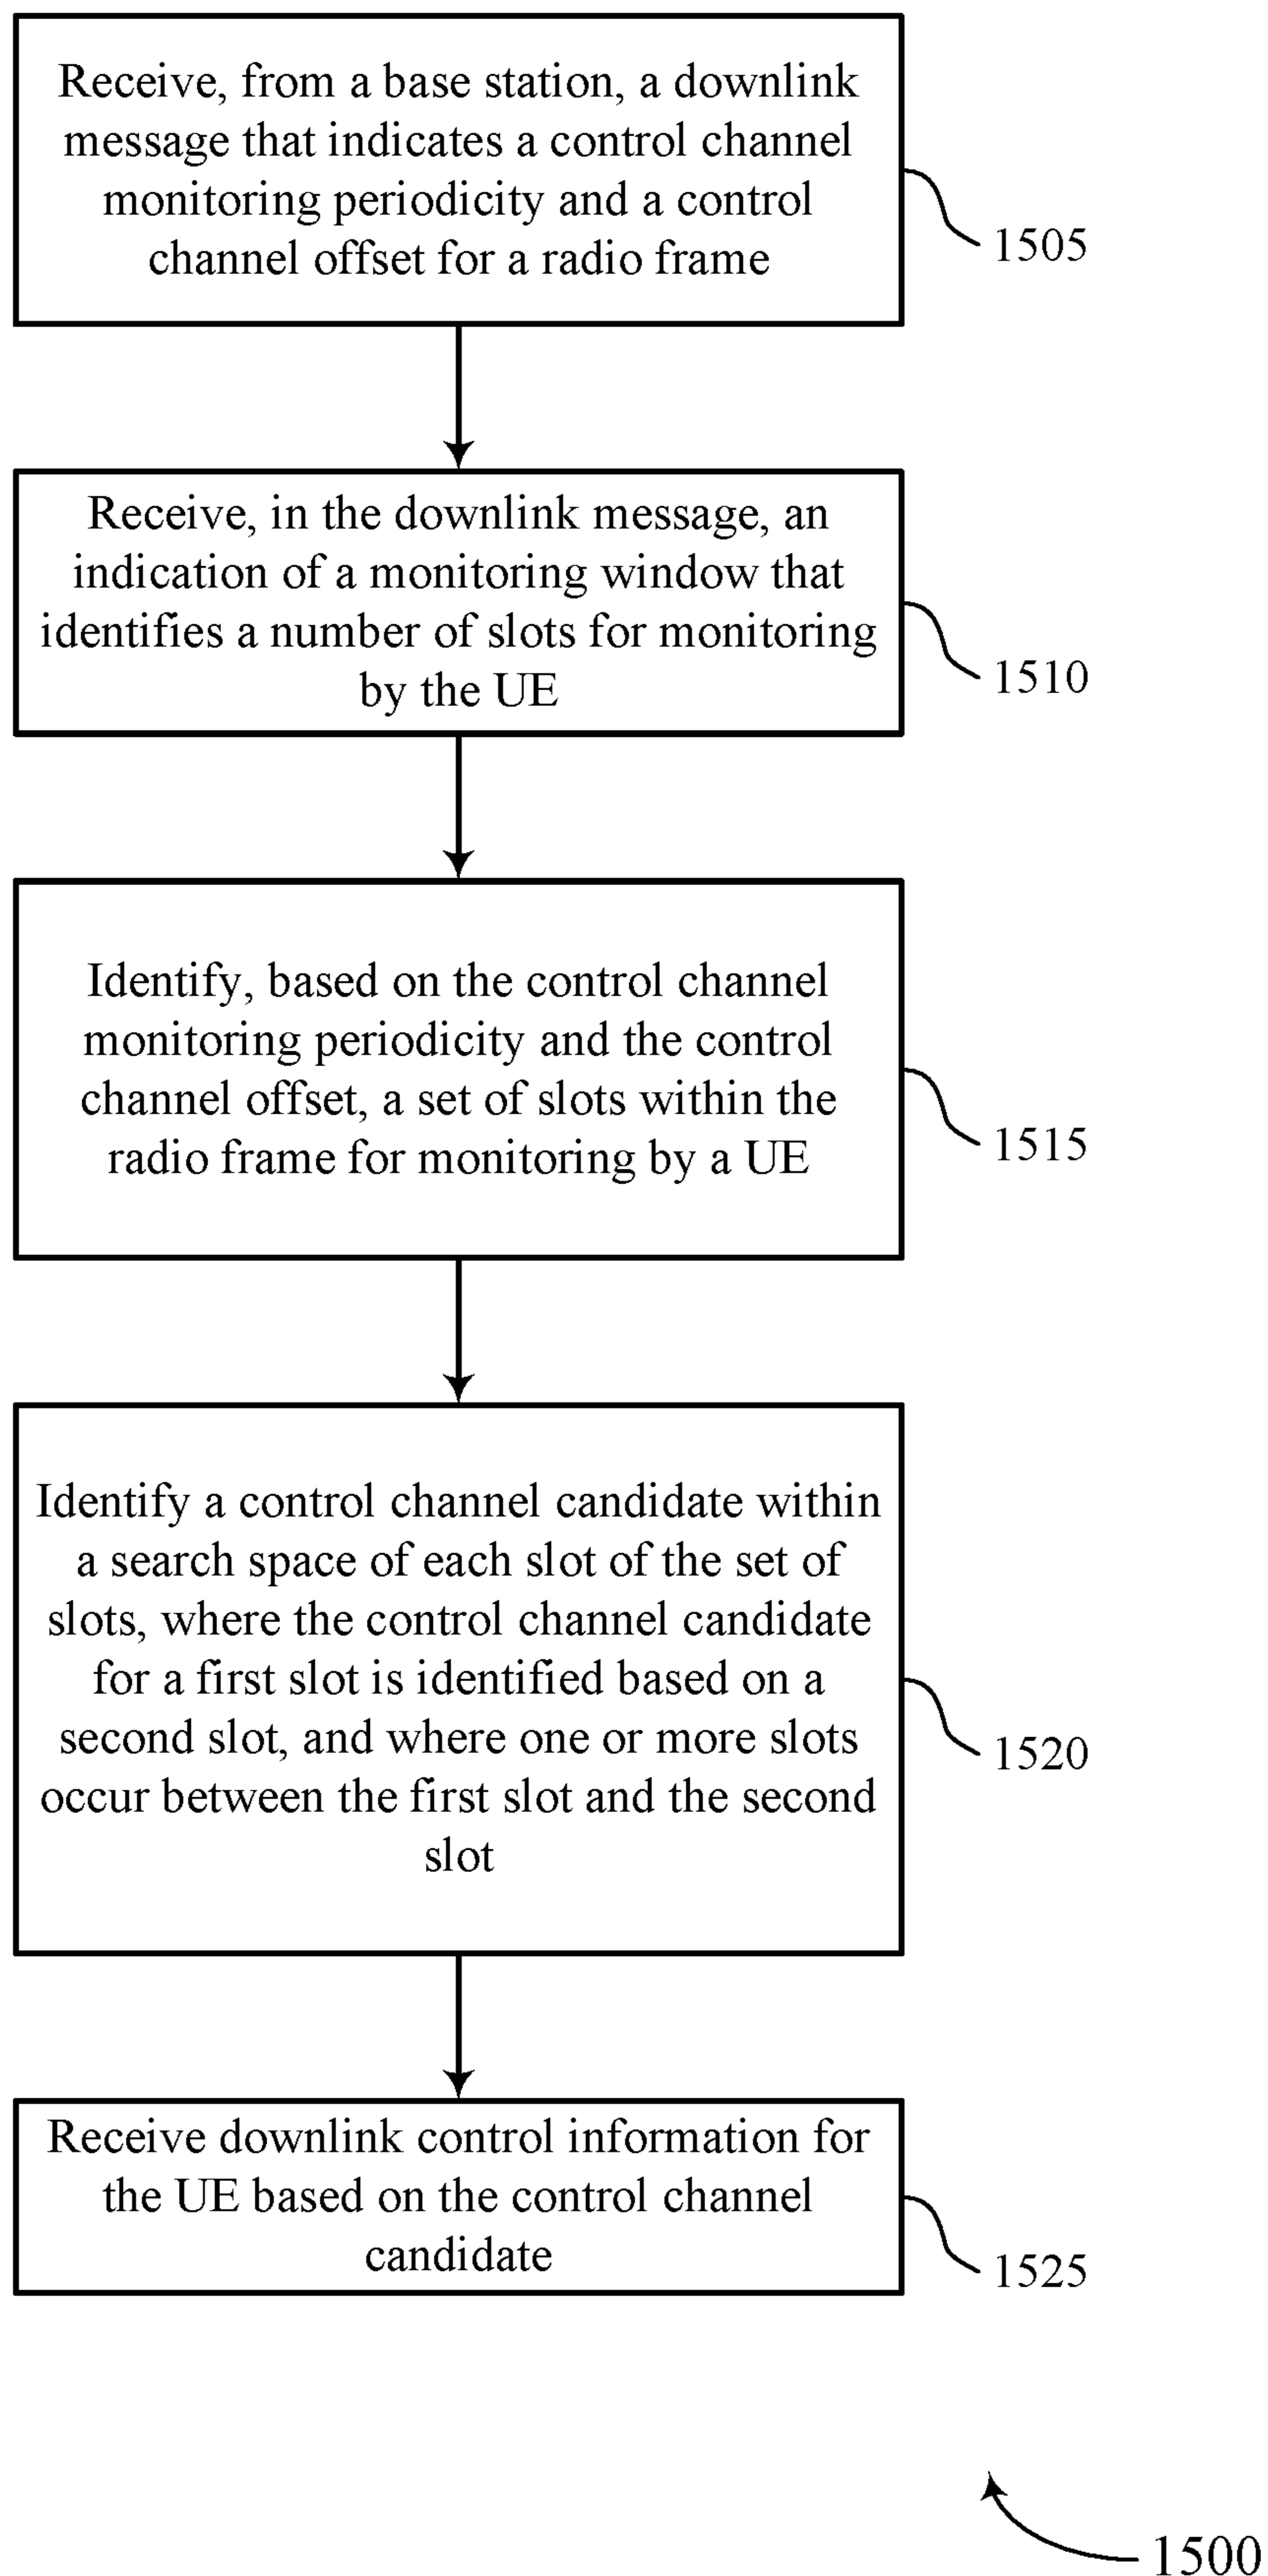 Receive, from a base station, a downlink
message that indicates a control channel
monitoring periodicity and a control
channel offset for a radio frame
1505
Receive, in the downlink message, an
indication of a monitoring window that
identifies a number of slots for monitoring
by the UE
1510
Identify, based on the control channel
monitoring periodicity and the control
channel offset, a set of slots within the
radio frame for monitoring by a UE
1515
Identify a control channel candidate within
a search space of each slot of the set of
slots, where the control channel candidate
for a first slot is identified based on a
second slot, and where one or more slots
occur between the first slot and the second
slot
1520
Receive downlink control information for
the UE based on the control channel
candidate
1525
1500